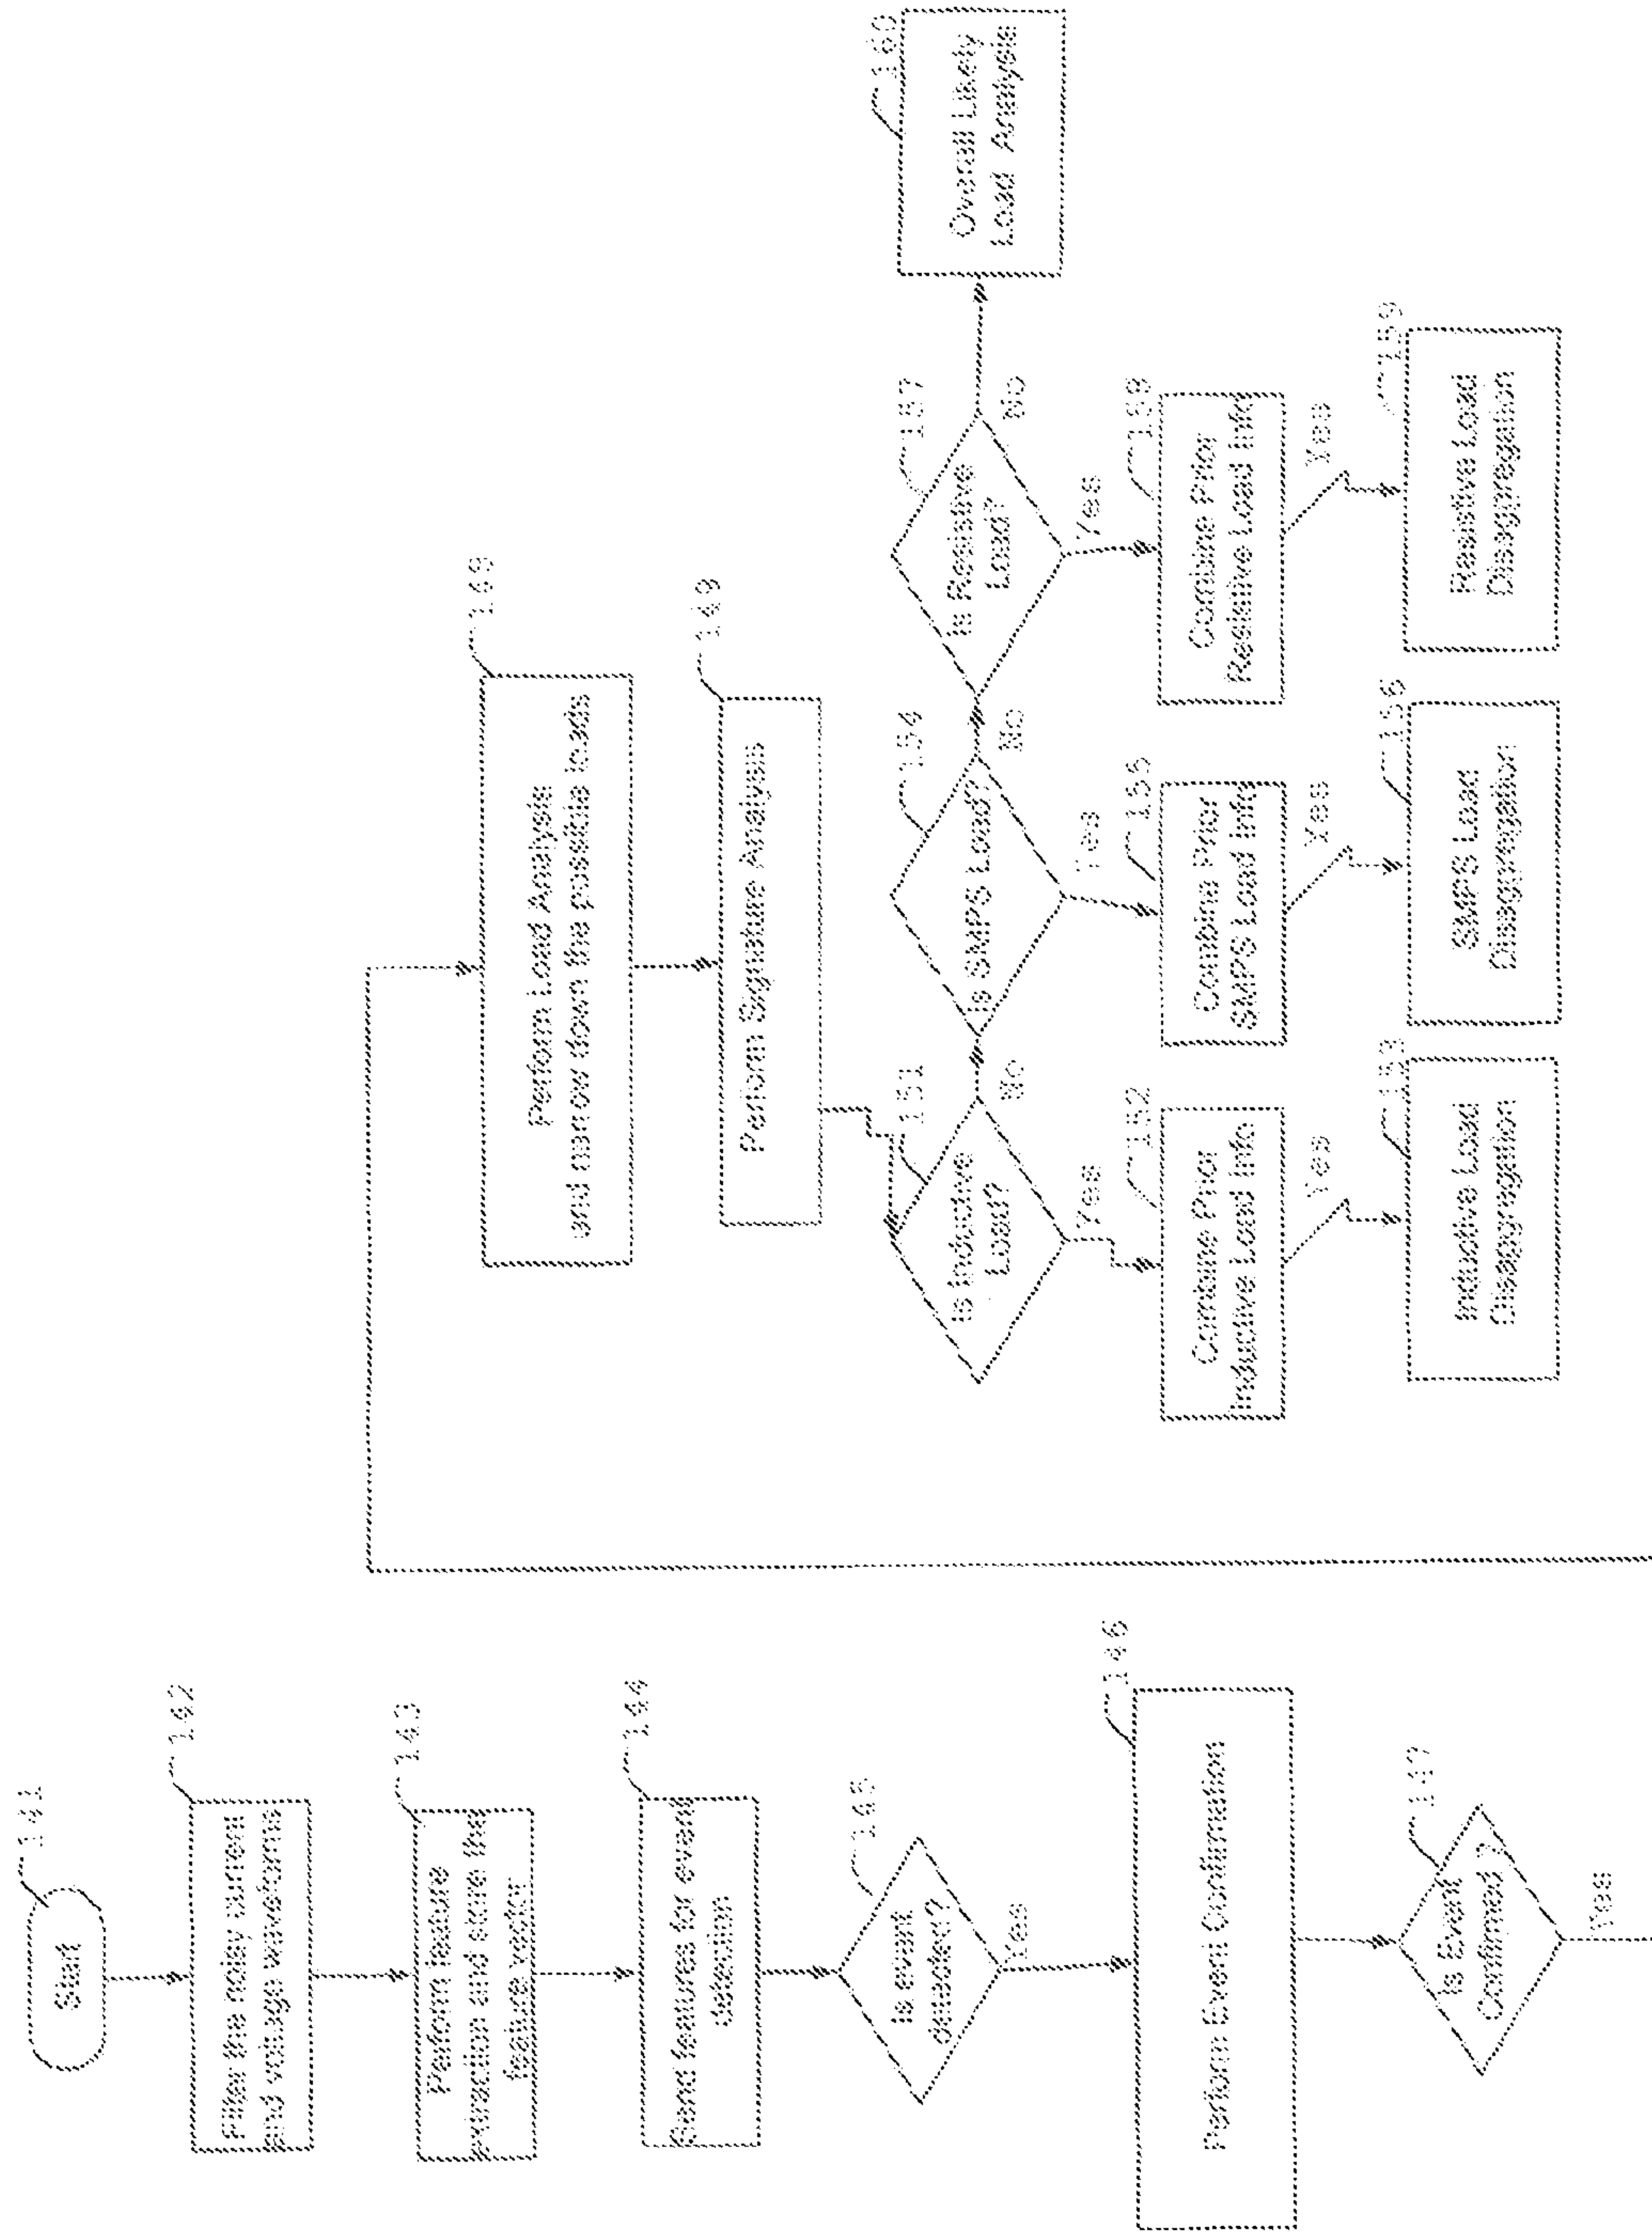 141
Start
142
Filter the noisy current
and voltage waveforms
143
Perform feature
extraction and store the
feature vector
144
Send features for event
detection
145
Is event
detected?
Yes
146
Perform Event Confirmation
147
Is Event
Confirmed ?
Yes
148
Perform Load Analysis
and narrow down the possible loads
149
Perform Signature Analysis
151
Is Inductive
Load?
No
Yes
152
Combine Prior
Inductive Load Info
Yes
153
Inductive Load
Disaggregation
154
Is SMPS Load?
No
Yes
155
Combine Prior
SMPS Load Info
Yes
156
SMPS Load
Disaggregation
157
Is Resistive
Load?
No
Yes
158
Combine Prior
Resistive Load Info
Yes
159
Resistive Load
Disaggregation
160
Overall Likely
Load Analysis